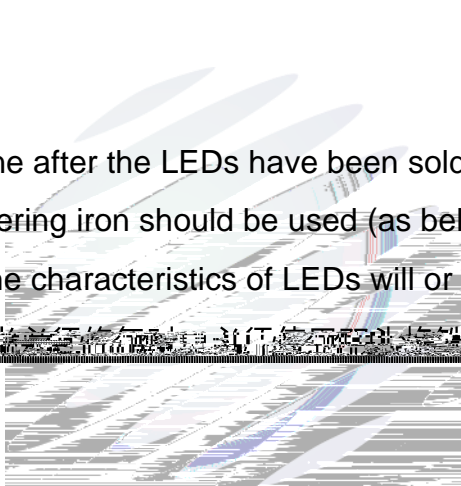 ne after the LEDs have been sold
ering iron should be used (as bel
ne characteristics of LEDs will or